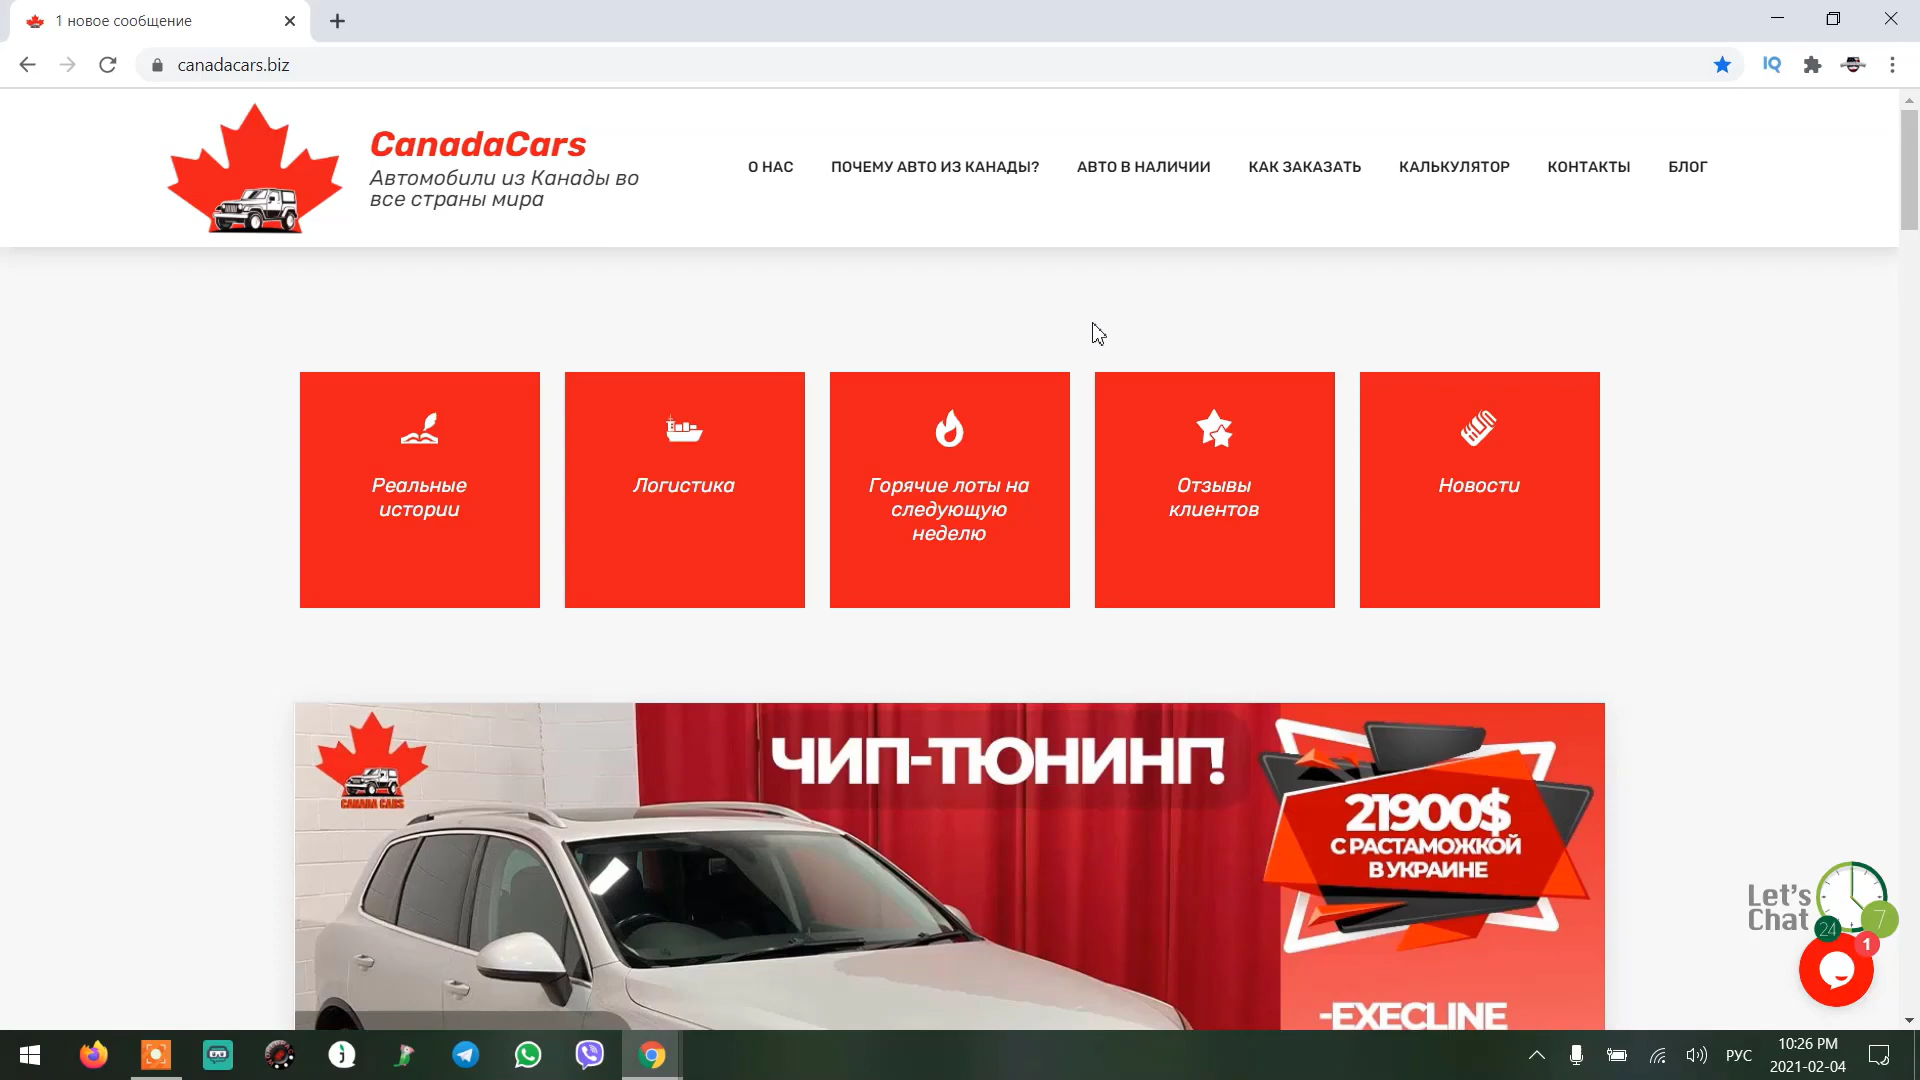 1 новое сообщение
canadacars.biz
IQ
CanadaCars
Автомобили из Канады во
все страны мира
О НАС
ПОЧЕМУ АВТО ИЗ КАНАДЫ?
АВТО В НАЛИЧИИ
КАК ЗАКАЗАТЬ
КАЛЬКУЛЯТОР
КОНТАКТЫ
БЛОГ
Реальные
истории
Логистика
Горячие лоты на
следующую
неделю
Отзывы
клиентов
Новости
CANADA CARS
ЧИП-ТЮНИНГ!
21900$
С РАСТАМОЖКОЙ
В УКРАИНЕ
-EXECLINE
Let's
Chat
24
7
1
РУС
10:26 PM
2021-02-04